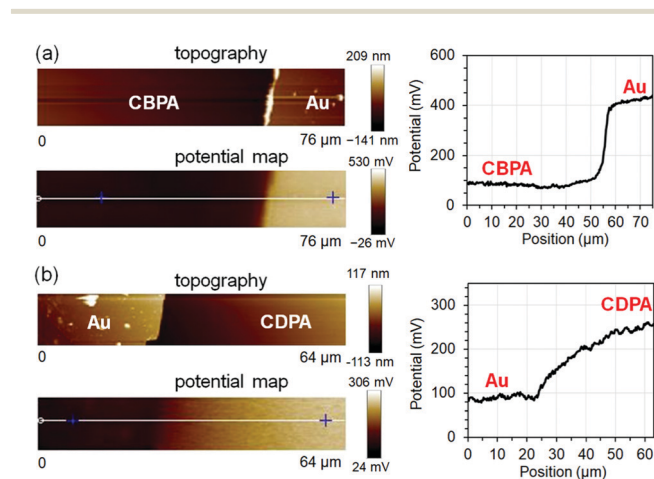 (a)
topography
209 nm
CBPA
Au
0
76 μm
−141 nm
potential map
530 mV
0
76 μm
−26 mV
600
400
200
0
Potential (mV)
CBPA
Au
0 10 20 30 40 50 60 70
Position (μm)
(b)
topography
117 nm
Au
CDPA
0
64 μm
-113 nm
potential map
306 mV
0
64 μm
24 mV
300
200
100
0
Potential (mV)
Au
CDPA
0 10 20 30 40 50 60
Position (μm)